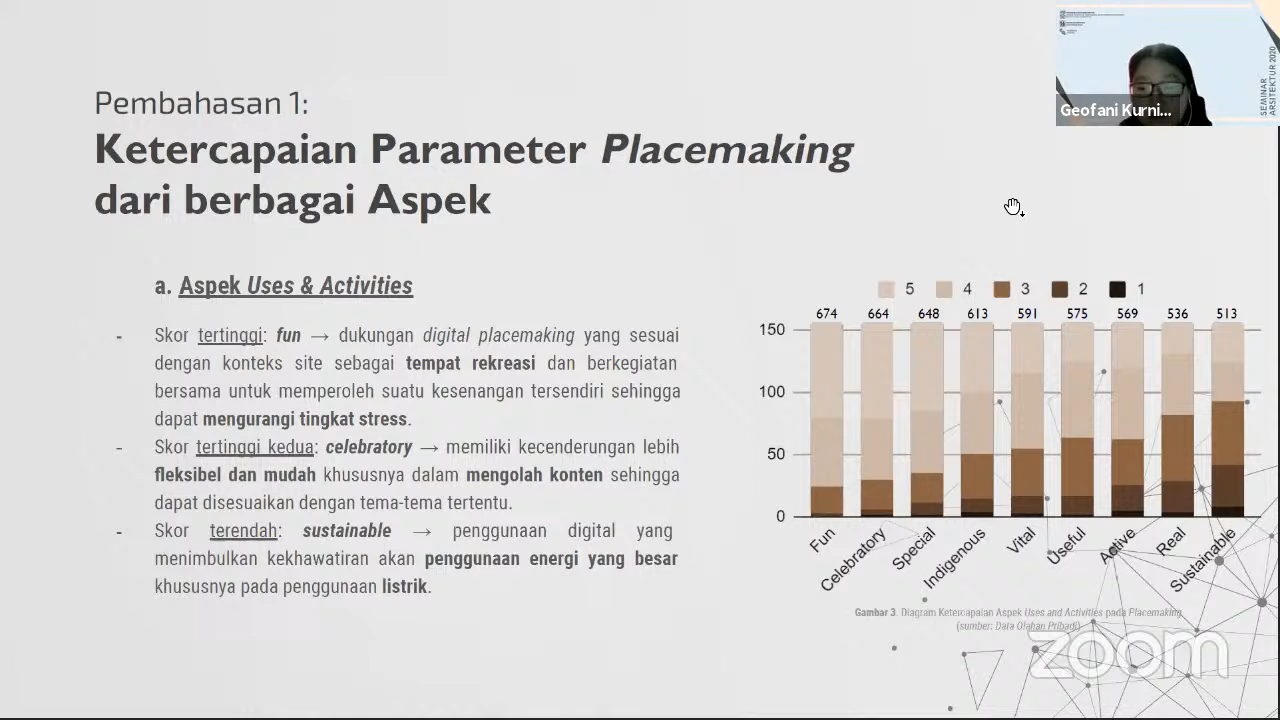 Pembahasan 1:
Ketercapaian Parameter Placemaking
dari berbagai Aspek
a. Aspek Uses & Activities
- Skor tertinggi: fun → dukungan digital placemaking yang sesuai
dengan konteks site sebagai tempat rekreasi dan berkegiatan
bersama untuk memperoleh suatu kesenangan tersendiri sehingga
dapat mengurangi tingkat stress.
- Skor tertinggi kedua: celebratory → memiliki kecenderungan lebih
fleksibel dan mudah khususnya dalam mengolah konten sehingga
dapat disesuaikan dengan tema-tema tertentu.
- Skor terendah: sustainable → penggunaan digital yang
menimbulkan kekhawatiran akan penggunaan energi yang besar
khususnya pada penggunaan listrik.
5 4 3 2 1
674 664 648 613 591 575 569 536 513
150
100
50
0
Fun Celebratory Special Indigenous Vital Useful Active Real Sustainable
Gambar 3. Diagram Ketercapaian Aspek Uses and Activities pada Placemaking
(sumber: Data Olahan Pribadi)
Geofani Kurni...
SEMINAR
ARSITEKTUR 2020
zoom